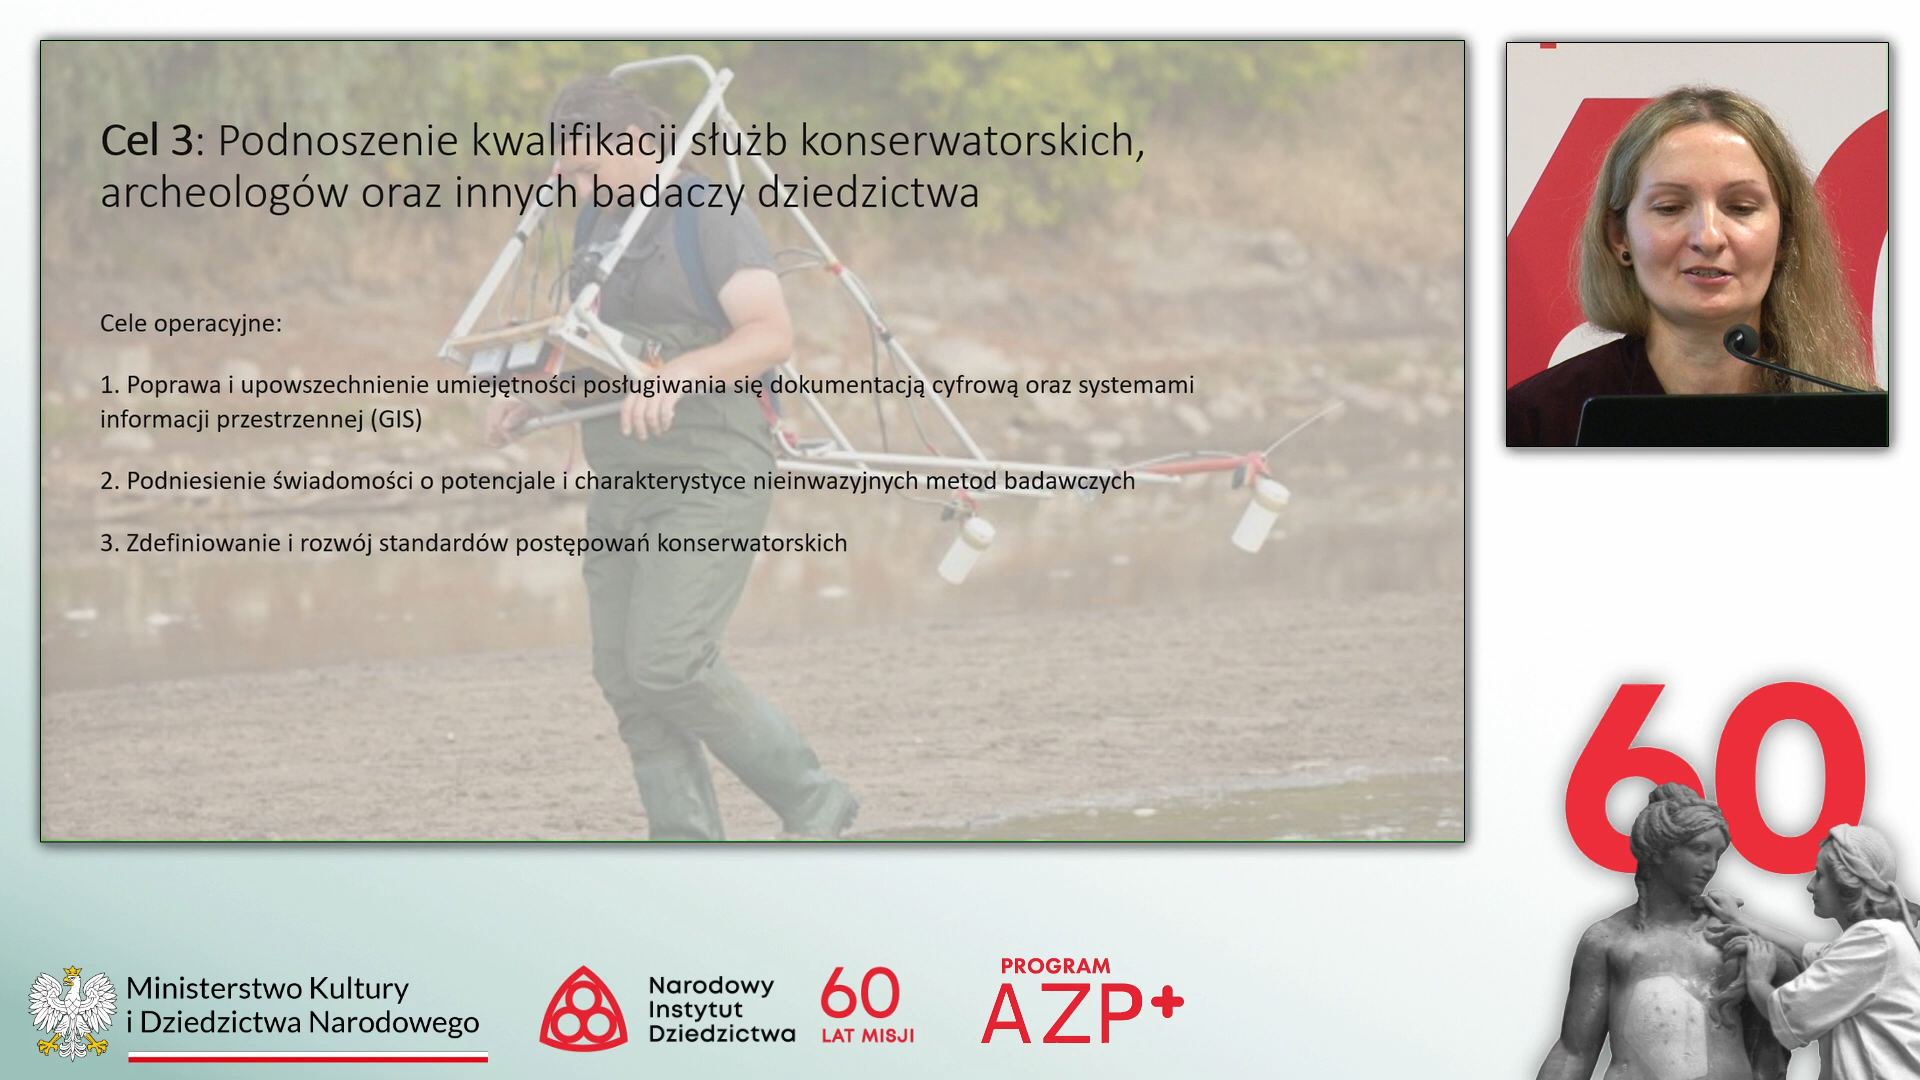 Cel 3: Podnoszenie kwalifikacji służb konserwatorskich,
archeologów oraz innych badaczy dziedzictwa
Cele operacyjne:
1. Poprawa i upowszechnienie umiejętności posługiwania się dokumentacją cyfrową oraz systemami
informacji przestrzennej (GIS)
2. Podniesienie świadomości o potencjale i charakterystyce nieinwazyjnych metod badawczych
3. Zdefiniowanie i rozwój standardów postępowań konserwatorskich
60
Ministerstwo Kultury
i Dziedzictwa Narodowego
Narodowy
Instytut
Dziedzictwa
60
LAT MISJI
PROGRAM
AZP+